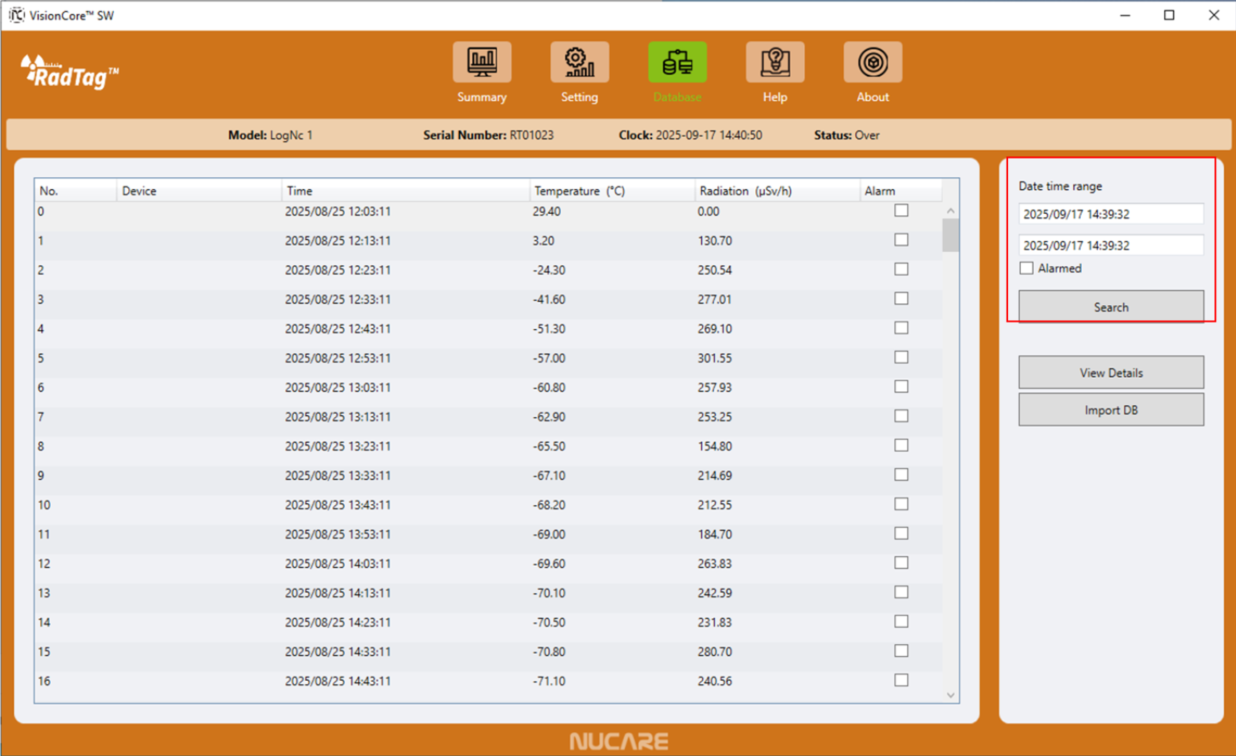 VisionCore™ SW
RadTag™
Summary Setting Database Help About
Model: LogNc 1 Serial Number: RT01023 Clock: 2025-09-17 14:40:50 Status: Over
No. Device Time Temperature (°C) Radiation (µSv/h) Alarm
0 2025/08/25 12:03:11 29.40 0.00
1 2025/08/25 12:13:11 3.20 130.70
2 2025/08/25 12:23:11 -24.30 250.54
3 2025/08/25 12:33:11 -41.60 277.01
4 2025/08/25 12:43:11 -51.30 269.10
5 2025/08/25 12:53:11 -57.00 301.55
6 2025/08/25 13:03:11 -60.80 257.93
7 2025/08/25 13:13:11 -62.90 253.25
8 2025/08/25 13:23:11 -65.50 154.80
9 2025/08/25 13:33:11 -67.10 214.69
10 2025/08/25 13:43:11 -68.20 212.55
11 2025/08/25 13:53:11 -69.00 184.70
12 2025/08/25 14:03:11 -69.60 263.83
13 2025/08/25 14:13:11 -70.10 242.59
14 2025/08/25 14:23:11 -70.50 231.83
15 2025/08/25 14:33:11 -70.80 280.70
16 2025/08/25 14:43:11 -71.10 240.56
Date time range
2025/09/17 14:39:32
2025/09/17 14:39:32
Alarmed
Search
View Details
Import DB
NUCARE